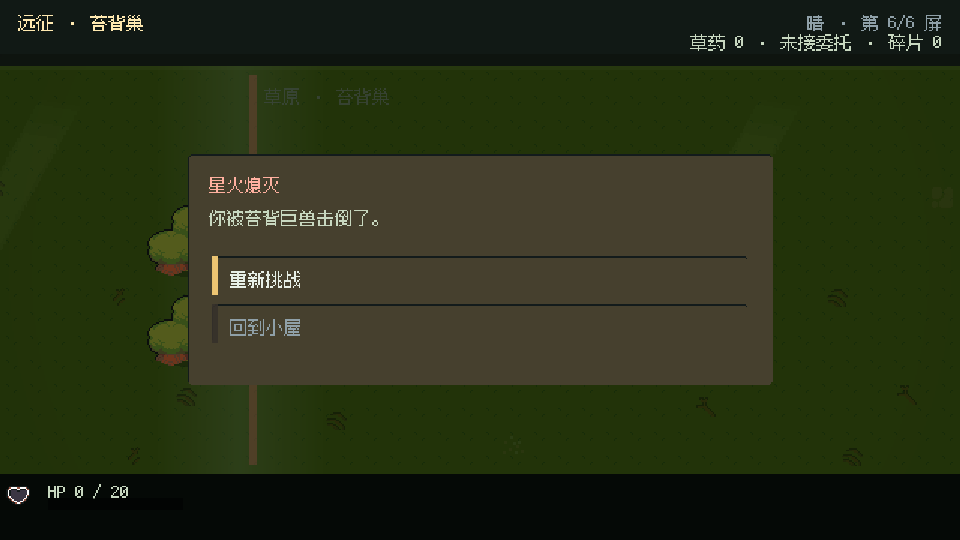 远征 · 苔背巢
晴 · 第 6/6 屏
草药 0 · 未接委托 · 碎片 0
草原 · 苔背巢
星火熄灭
你被苔背巨兽击倒了。
重新挑战
回到小屋
HP 0 / 20